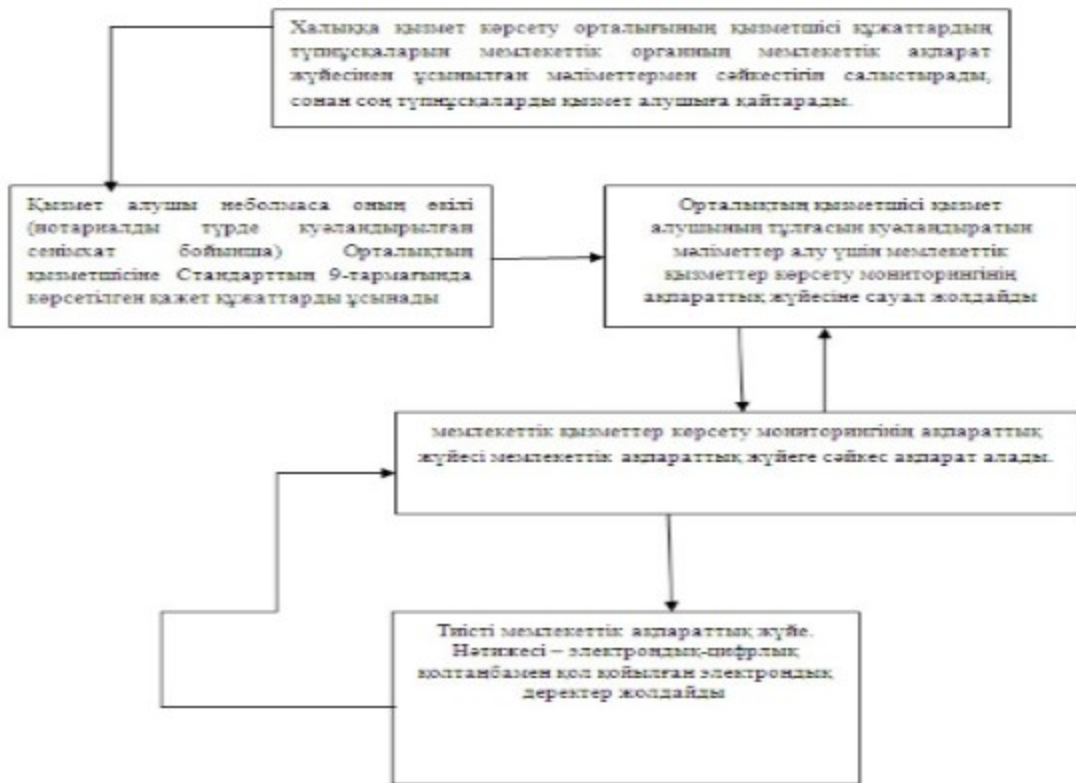 Халыққа қызмет көрсету орталығының қызметшісі құжаттардың
түпнұсқаларын мемлекеттік органның мемлекеттік ақпарат
жүйесінен ұсынылған мәліметтермен сәйкестігін салыстырады,
сонан соң түпнұсқаларды қызмет алушыға қайтарады.
Қызмет алушы неболмаса оның өкілі
(нотариалды түрде куәландырылған
сенімхат бойынша) Орталықтың
қызметшісіне Стандарттың 9-тармағында
көрсетілген қажет құжаттарды ұсынады
Орталықтың қызметшісі қызмет
алушының тұлғасын куәландыратын
мәліметтер алу үшін мемлекеттік
қызметтер көрсету мониторингінің
ақпараттық жүйесіне сауал жолдайды
мемлекеттік қызметтер көрсету мониторингінің ақпараттық
жүйесі мемлекеттік ақпараттық жүйеге сәйкес ақпарат алады.
Тиісті мемлекеттік ақпараттық жүйе.
Нәтижесі – электрондық-цифрлық
қолтаңбамен қол қойылған электрондық
деректер жолдайды